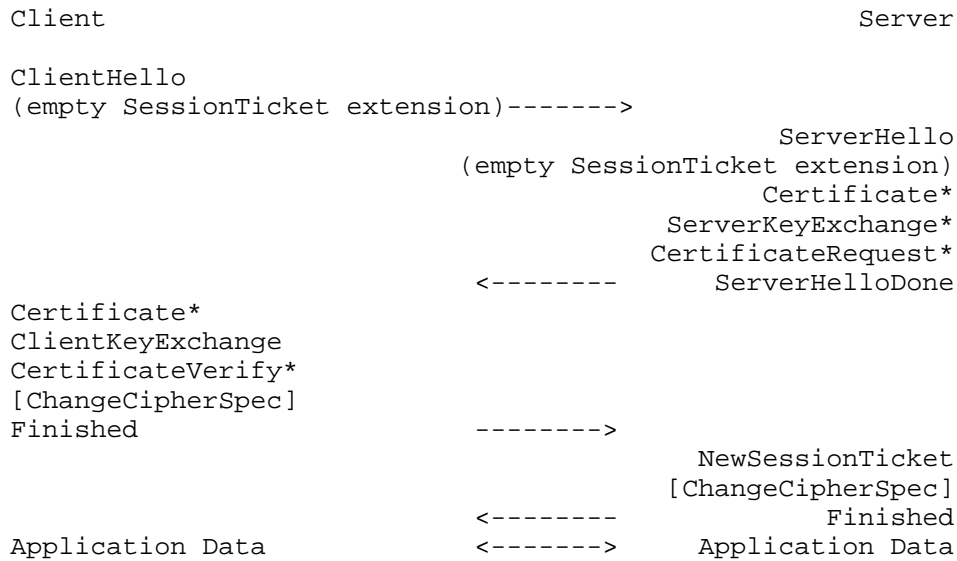 Client                                               Server

ClientHello
(empty SessionTicket extension)------->
                                                ServerHello
                            (empty SessionTicket extension)
                                               Certificate*
                                         ServerKeyExchange*
                                        CertificateRequest*
                             <--------      ServerHelloDone
Certificate*
ClientKeyExchange
CertificateVerify*
[ChangeCipherSpec]
Finished                     -------->
                                           NewSessionTicket
                                         [ChangeCipherSpec]
                             <--------             Finished
Application Data             <------->     Application Data